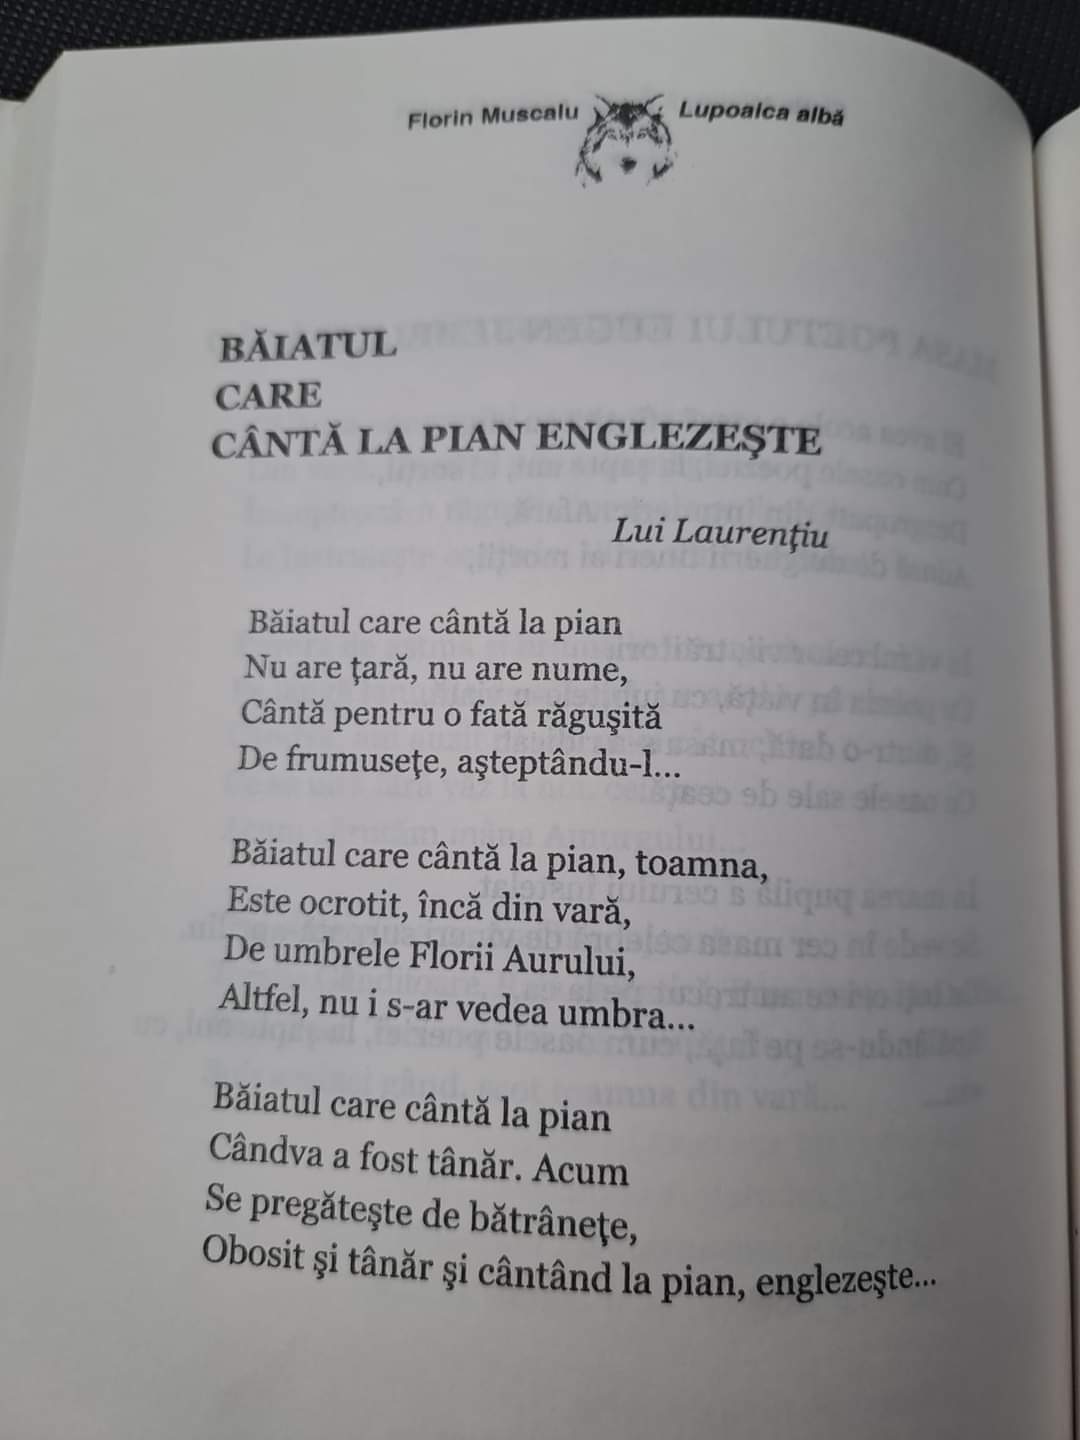 Florin Muscalu Lupoaica albă
BĂIATUL
CARE
CÂNTĂ LA PIAN ENGLEZEŞTE
Lui Laurenţiu
Băiatul care cântă la pian
Nu are ţară, nu are nume,
Cântă pentru o fată răguşită
De frumuseţe, aşteptându-l...
Băiatul care cântă la pian, toamna,
Este ocrotit, încă din vară,
De umbrele Florii Aurului,
Altfel, nu i s-ar vedea umbra...
Băiatul care cântă la pian
Cândva a fost tânăr. Acum
Se pregăteşte de bătrâneţe,
Obosit şi tânăr şi cântând la pian, englezeşte...